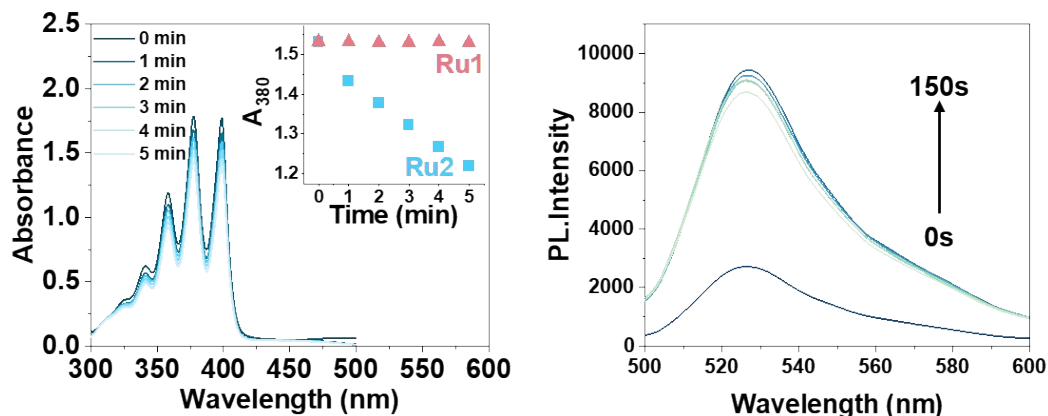 2.5
2.0
1.5
1.0
0.5
0.0
Absorbance
300 350 400 450 500 550 600
Wavelength (nm)
0 min
1 min
2 min
3 min
4 min
5 min
1.5
1.4
1.3
1.2
A380
0 1 2 3 4 5
Time (min)
Ru1
Ru2
10000
8000
6000
4000
2000
0
PL.Intensity
500 520 540 560 580 600
Wavelength (nm)
150s
0s